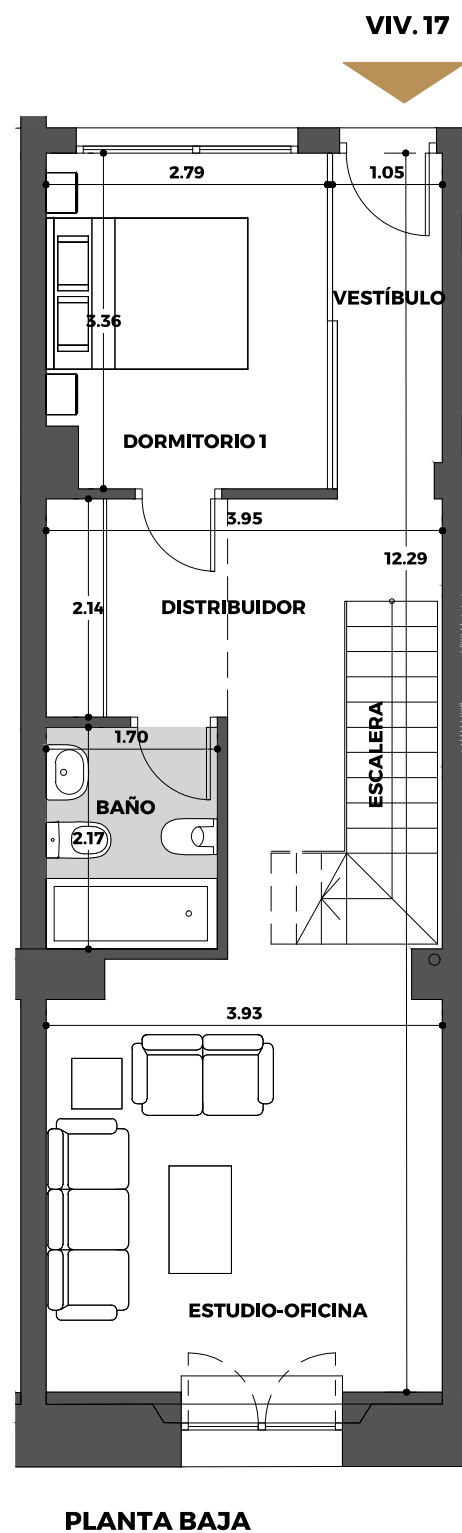 VIV. 17
2.79
1.05
VESTÍBULO
3.36
DORMITORIO 1
3.95
12.29
2.14
DISTRIBUIDOR
ESCALERA
1.70
BAÑO
2.17
3.93
ESTUDIO-OFICINA
PLANTA BAJA